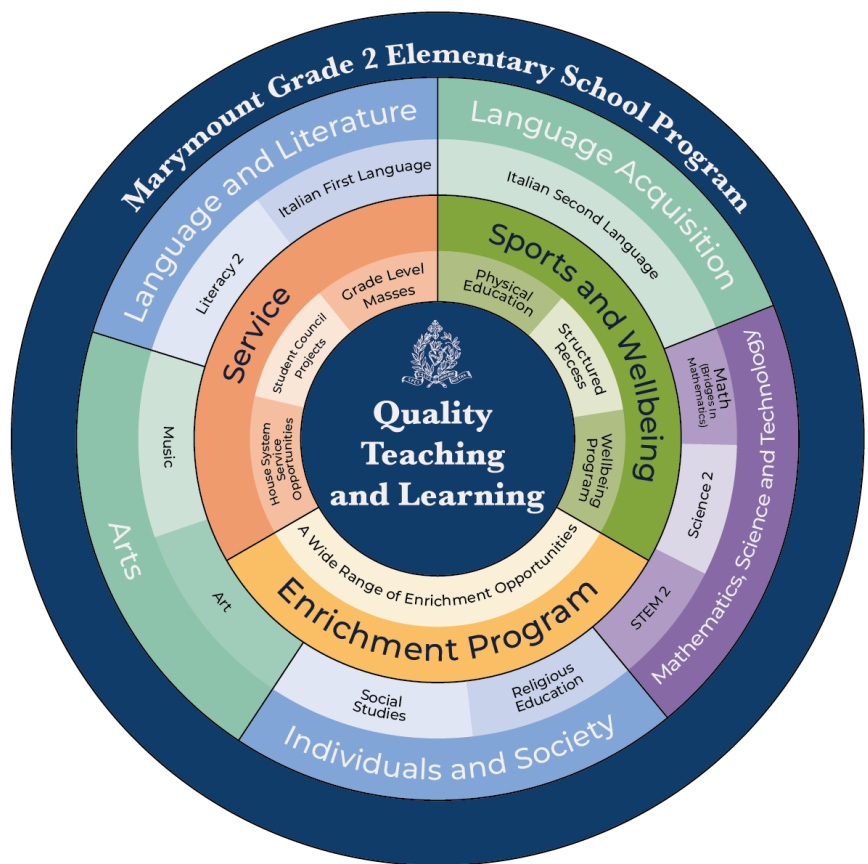 Marymount Grade 2 Elementary School Program
Language and Literature
Literacy 2
Italian First Language
Language Acquisition
Italian Second Language
Mathematics, Science and Technology
Math
(Bridges In
Mathematics)
Science 2
STEM 2
Individuals and Society
Religious
Education
Social
Studies
Arts
Art
Music
Service
House System
Service
Opportunities
Student Council
Projects
Grade Level
Masses
Sports and Wellbeing
Physical
Education
Structured
Recess
Wellbeing
Program
Enrichment Program
A Wide Range of Enrichment Opportunities
Quality
Teaching
and Learning